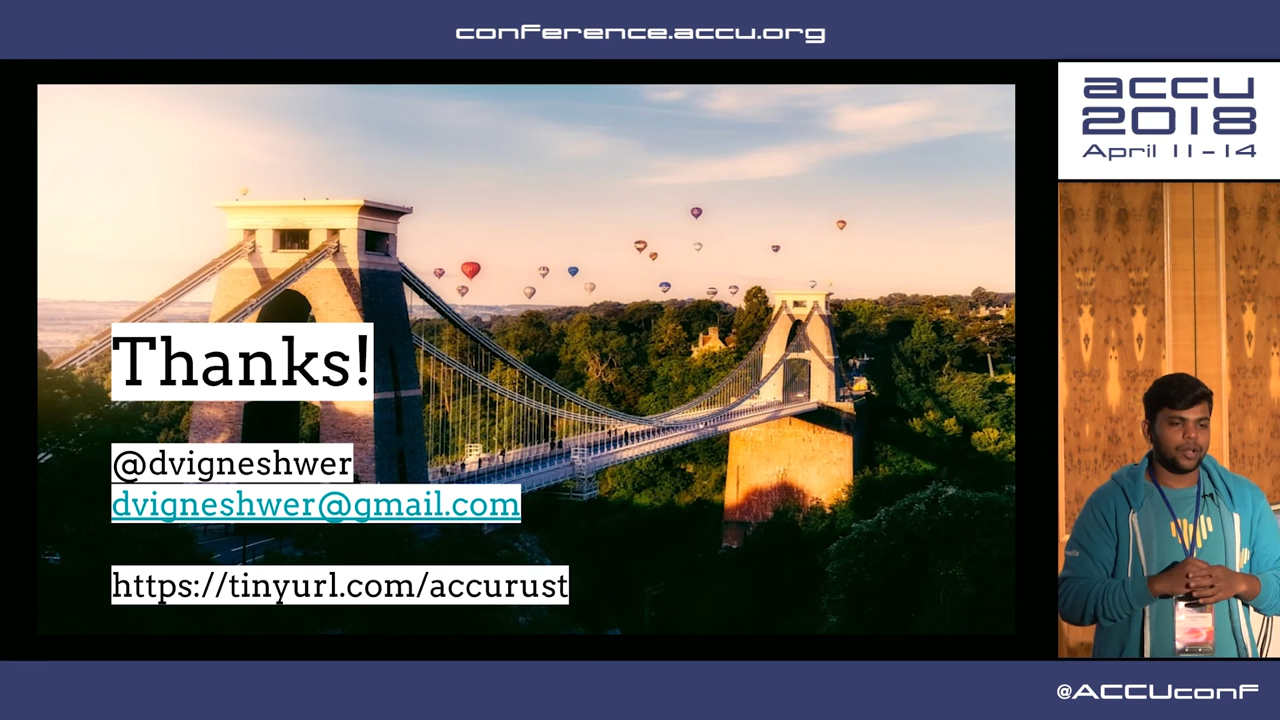 conference.accu.org
accu
2018
April 11-14
Thanks!
@dvigneshwer
dvigneshwer@gmail.com
https://tinyurl.com/accurust
@ACCUconf